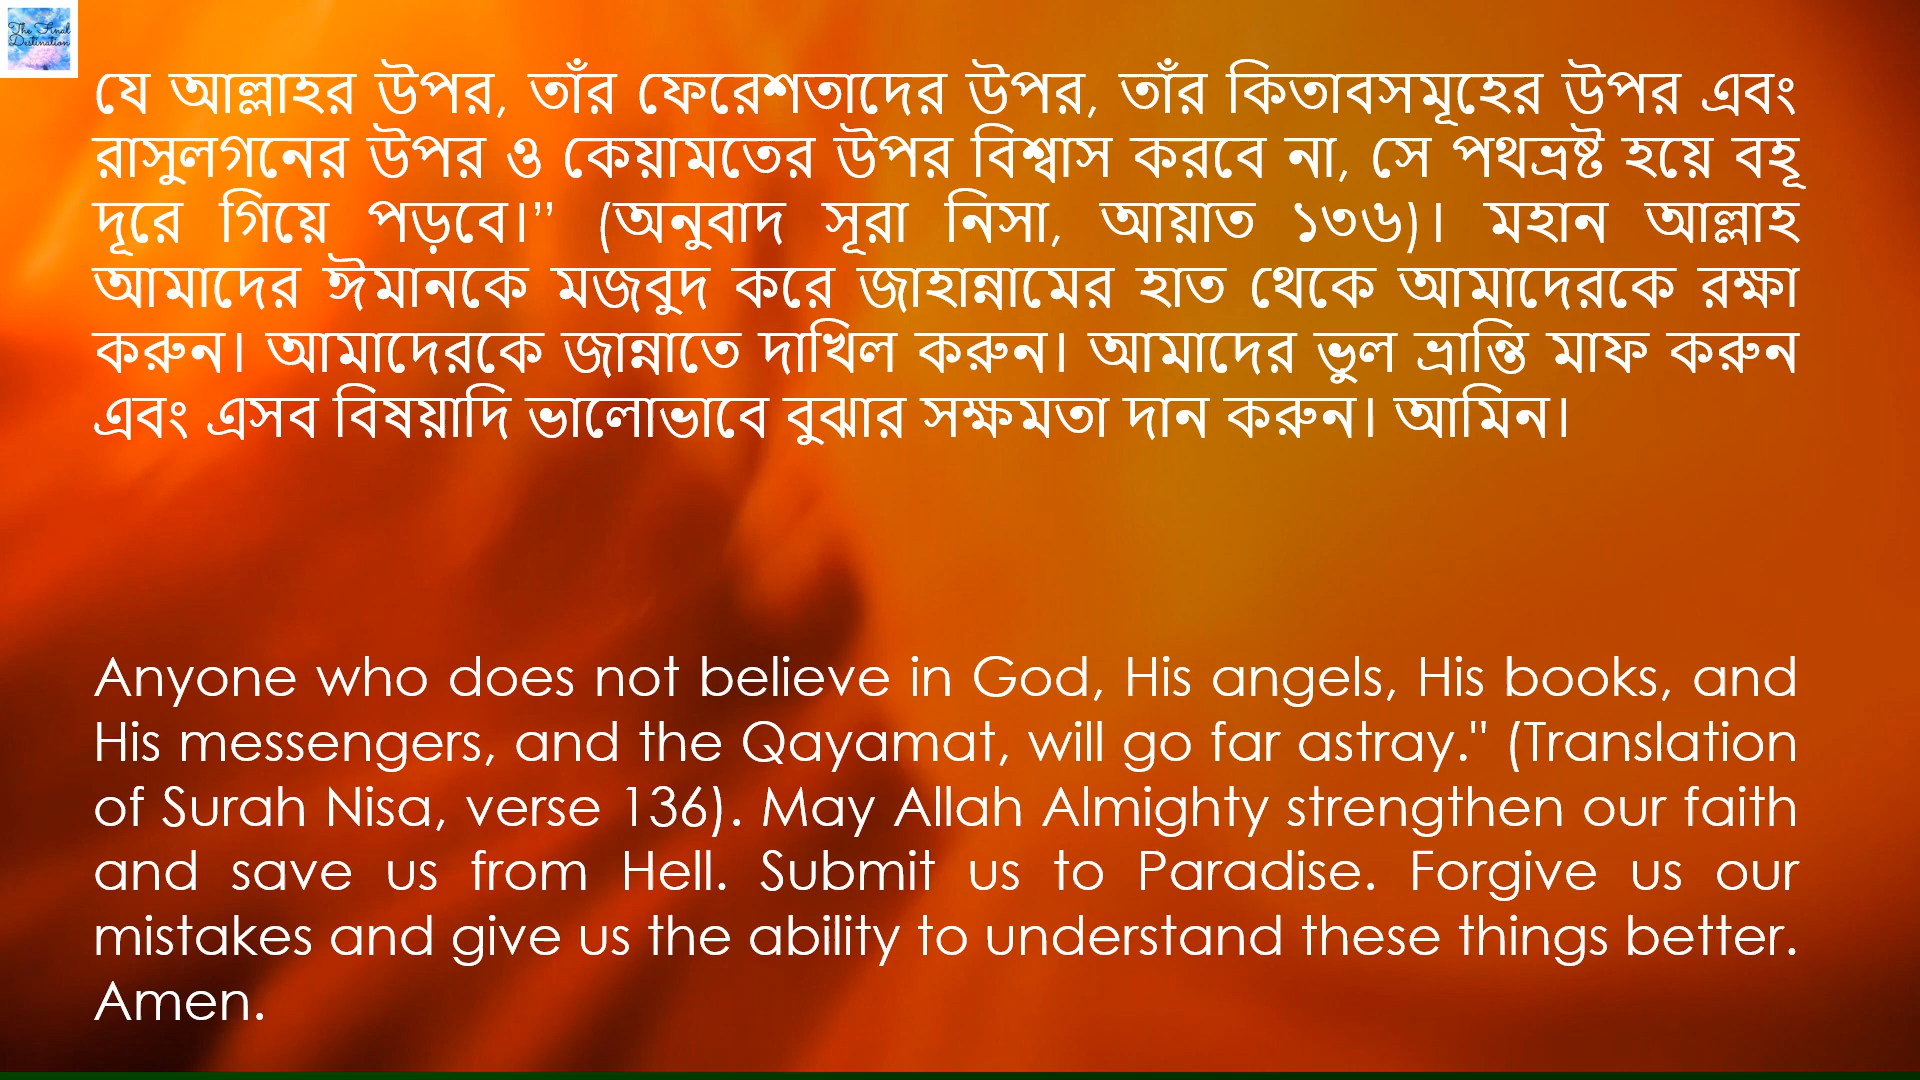 The Final
Destination
যে আল্লাহর উপর, তাঁর ফেরেশতাদের উপর, তাঁর কিতাবসমূহের উপর এবং
রাসুলগনের উপর ও কেয়ামতের উপর বিশ্বাস করবে না, সে পথভ্রষ্ট হয়ে বহূ
দূরে গিয়ে পড়বে।” (অনুবাদ সূরা নিসা, আয়াত ১৩৬)। মহান আল্লাহ
আমাদের ঈমানকে মজবুদ করে জাহান্নামের হাত থেকে আমাদেরকে রক্ষা
করুন। আমাদেরকে জান্নাতে দাখিল করুন। আমাদের ভুল ভ্রান্তি মাফ করুন
এবং এসব বিষয়াদি ভালোভাবে বুঝার সক্ষমতা দান করুন। আমিন।
Anyone who does not believe in God, His angels, His books, and
His messengers, and the Qayamat, will go far astray." (Translation
of Surah Nisa, verse 136). May Allah Almighty strengthen our faith
and save us from Hell. Submit us to Paradise. Forgive us our
mistakes and give us the ability to understand these things better.
Amen.